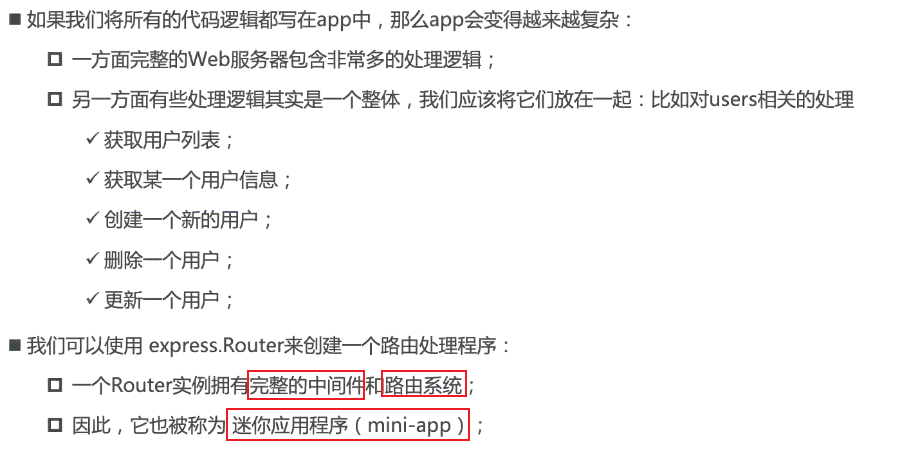 如果我们将所有的代码逻辑都写在app中，那么app会变得越来越复杂：
一方面完整的Web服务器包含非常多的处理逻辑；
另一方面有些处理逻辑其实是一个整体，我们应该将它们放在一起：比如对users相关的处理
✓ 获取用户列表；
✓ 获取某一个用户信息；
✓ 创建一个新的用户；
✓ 删除一个用户；
✓ 更新一个用户；
我们可以使用 express.Router来创建一个路由处理程序：
一个Router实例拥有完整的中间件和路由系统；
因此，它也被称为 迷你应用程序（mini-app）；